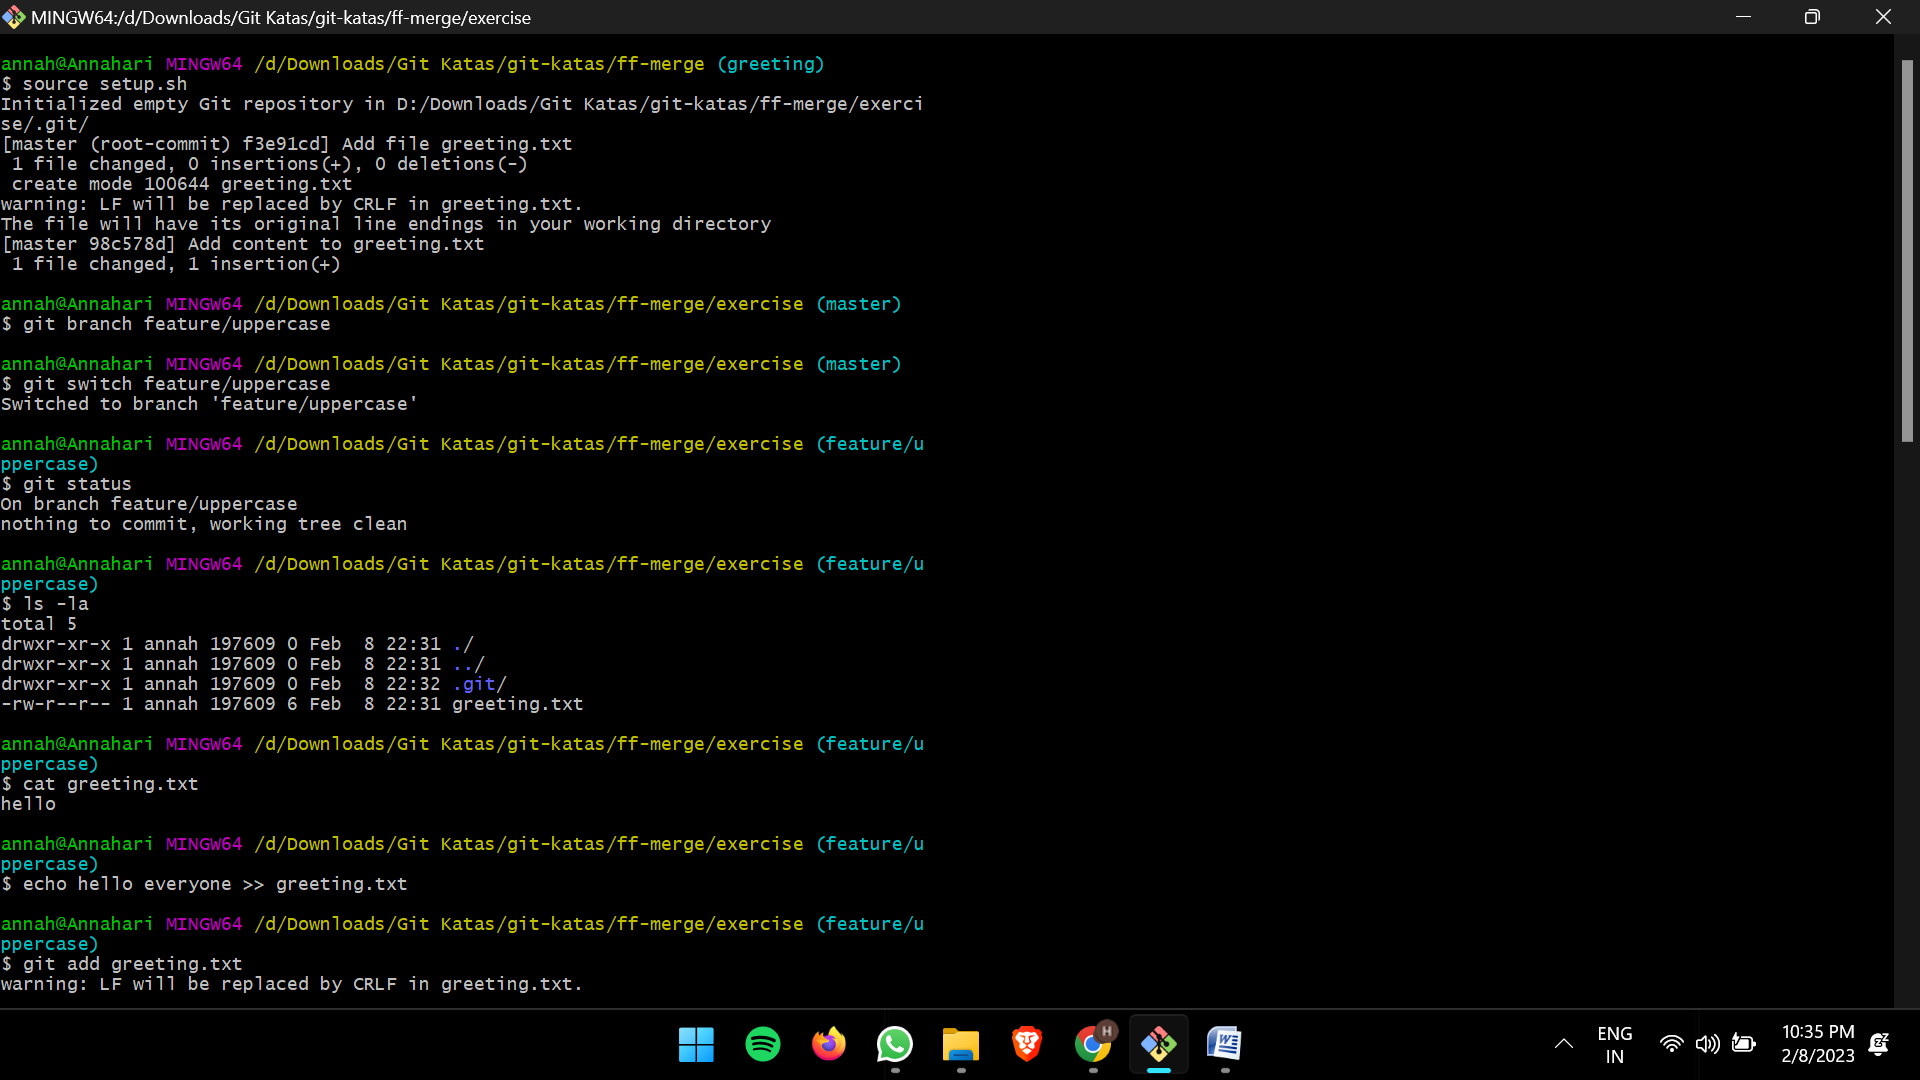 MINGW64:/d/Downloads/Git Katas/git-katas/ff-merge/exercise
annah@Annahari MINGW64 /d/Downloads/Git Katas/git-katas/ff-merge (greeting)
$ source setup.sh
Initialized empty Git repository in D:/Downloads/Git Katas/git-katas/ff-merge/exerci
se/.git/
[master (root-commit) f3e91cd] Add file greeting.txt
 1 file changed, 0 insertions(+), 0 deletions(-)
 create mode 100644 greeting.txt
warning: LF will be replaced by CRLF in greeting.txt.
The file will have its original line endings in your working directory
[master 98c578d] Add content to greeting.txt
 1 file changed, 1 insertion(+)
annah@Annahari MINGW64 /d/Downloads/Git Katas/git-katas/ff-merge/exercise (master)
$ git branch feature/uppercase
annah@Annahari MINGW64 /d/Downloads/Git Katas/git-katas/ff-merge/exercise (master)
$ git switch feature/uppercase
Switched to branch 'feature/uppercase'
annah@Annahari MINGW64 /d/Downloads/Git Katas/git-katas/ff-merge/exercise (feature/u
ppercase)
$ git status
On branch feature/uppercase
nothing to commit, working tree clean
annah@Annahari MINGW64 /d/Downloads/Git Katas/git-katas/ff-merge/exercise (feature/u
ppercase)
$ ls -la
total 5
drwxr-xr-x 1 annah 197609 0 Feb  8 22:31 ./
drwxr-xr-x 1 annah 197609 0 Feb  8 22:31 ../
drwxr-xr-x 1 annah 197609 0 Feb  8 22:32 .git/
-rw-r--r-- 1 annah 197609 6 Feb  8 22:31 greeting.txt
annah@Annahari MINGW64 /d/Downloads/Git Katas/git-katas/ff-merge/exercise (feature/u
ppercase)
$ cat greeting.txt
hello
annah@Annahari MINGW64 /d/Downloads/Git Katas/git-katas/ff-merge/exercise (feature/u
ppercase)
$ echo hello everyone >> greeting.txt
annah@Annahari MINGW64 /d/Downloads/Git Katas/git-katas/ff-merge/exercise (feature/u
ppercase)
$ git add greeting.txt
warning: LF will be replaced by CRLF in greeting.txt.
H
W
ENG
IN
10:35 PM
2/8/2023